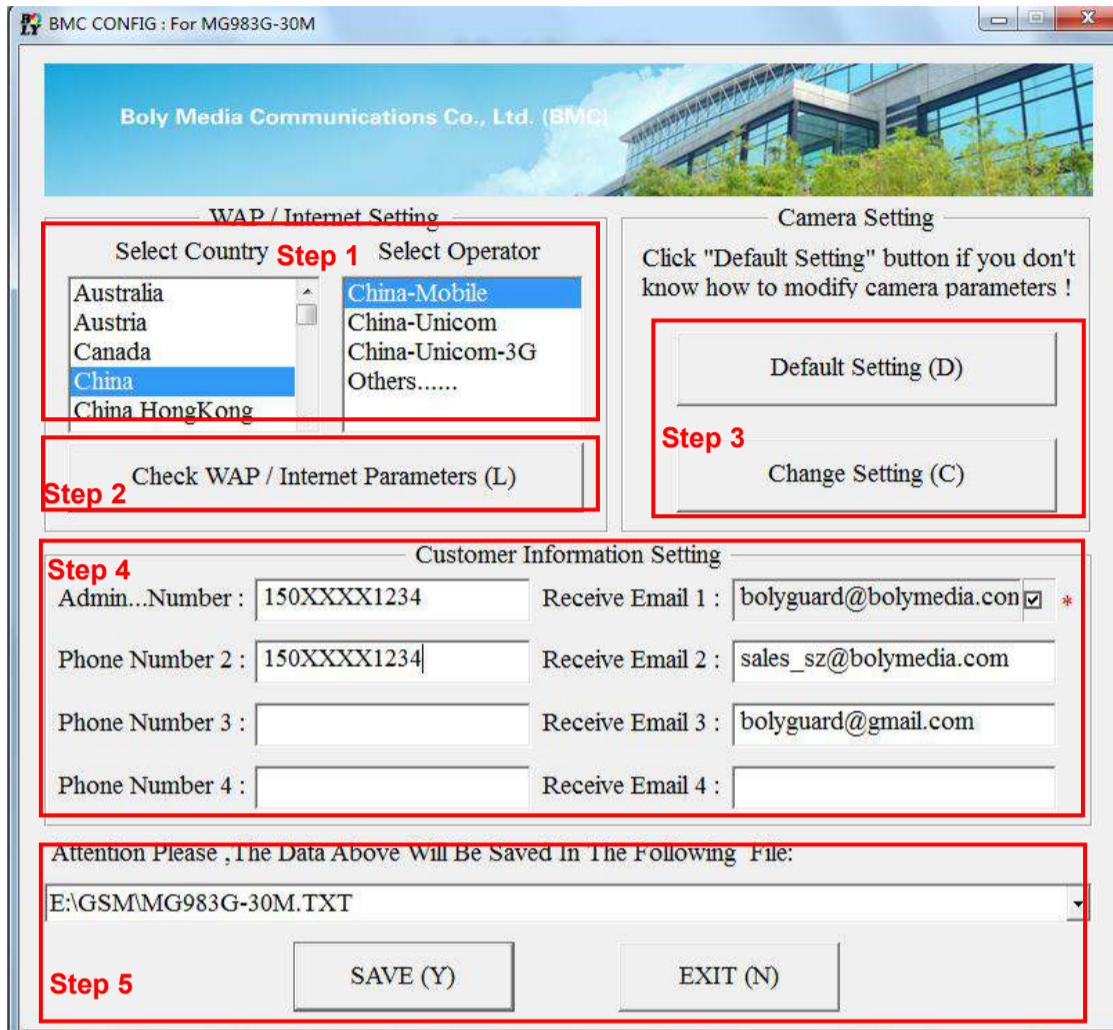 BOLY BMC CONFIG : For MG983G-30M
Boly Media Communications Co., Ltd. (BMC)
WAP / Internet Setting
Select Country
Step 1
Select Operator
Australia
Austria
Canada
China
China HongKong
China-Mobile
China-Unicom
China-Unicom-3G
Others......
Step 2
Check WAP / Internet Parameters (L)
Camera Setting
Click "Default Setting" button if you don't
know how to modify camera parameters !
Default Setting (D)
Step 3
Change Setting (C)
Customer Information Setting
Step 4
Admin...Number : 150XXXX1234
Receive Email 1 : bolyguard@bolymedia.con *
Phone Number 2 : 150XXXX1234
Receive Email 2 : sales_sz@bolymedia.com
Phone Number 3 :
Receive Email 3 : bolyguard@gmail.com
Phone Number 4 :
Receive Email 4 :
Attention Please ,The Data Above Will Be Saved In The Following File:
E:\GSM\MG983G-30M.TXT
Step 5
SAVE (Y)
EXIT (N)